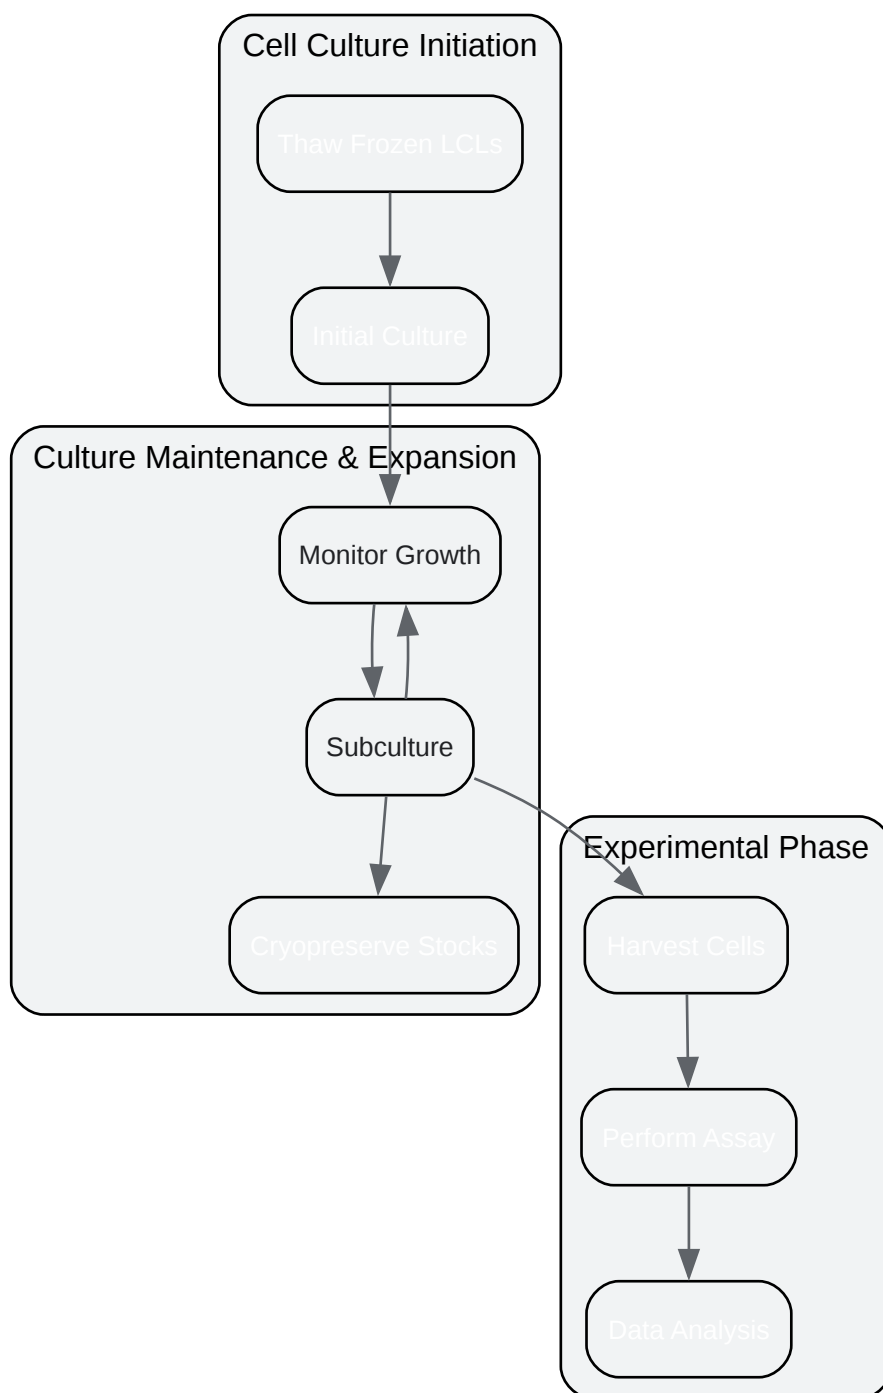 Cell Culture Initiation
Thaw Frozen LCLs
Initial Culture
Culture Maintenance & Expansion
Monitor Growth
Subculture
Cryopreserve Stocks
Experimental Phase
Harvest Cells
Perform Assay
Data Analysis